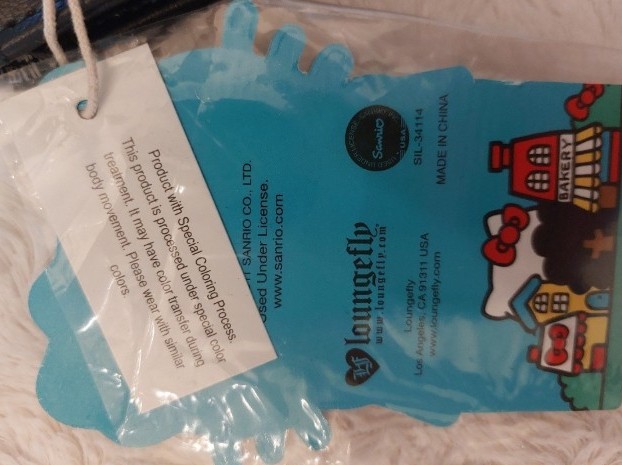 Product with Special Coloring Process.
This product is processed under special color
treatment. It may have color transfer during
body movement. Please wear with similar
colors
SANRIO CO., LTD.
Used Under License.
www.sanrio.com
Sanrio
USA
SIL-34114
MADE IN CHINA
LF loungefly
www.loungefly.com
Loungefly
Los Angeles, CA 91311 USA
www.loungefly.com
BAKERY